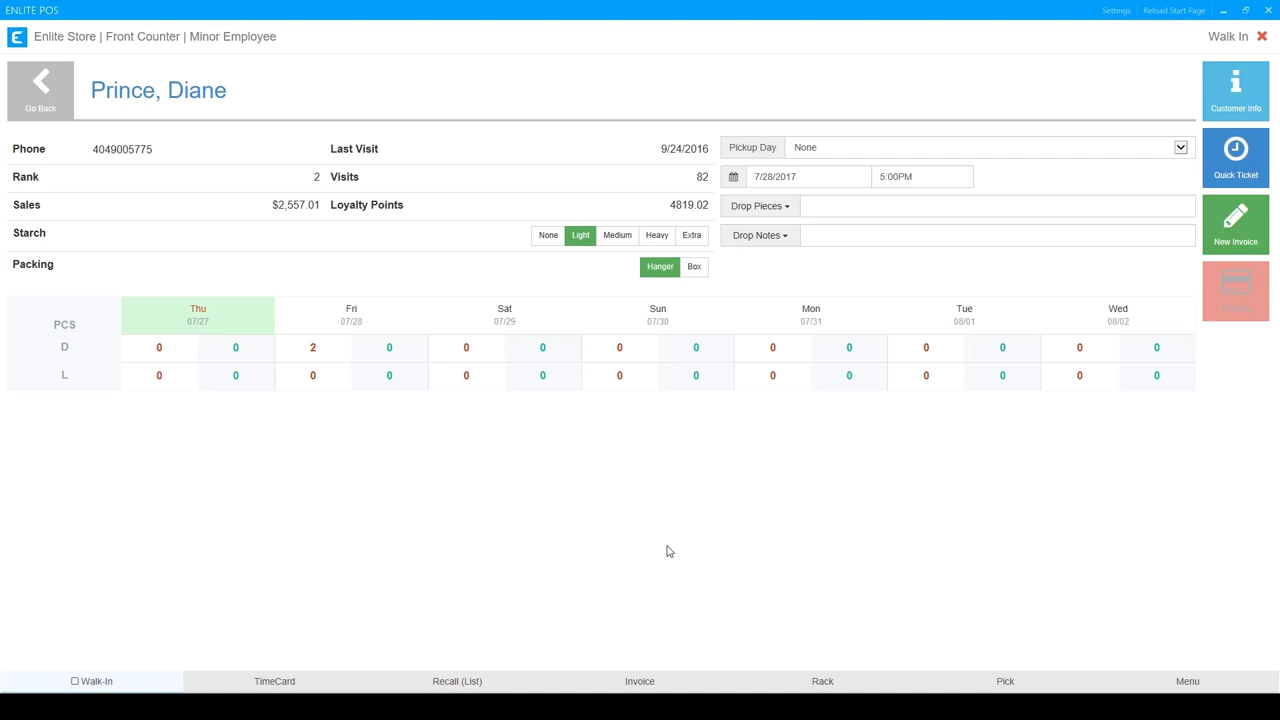 ENLITE POS
Settings Reload Start Page
Enlite Store | Front Counter | Minor Employee
Walk In
Go Back
Prince, Diane
Customer Info
Phone 4049005775 Last Visit 9/24/2016
Pickup Day None
Rank 2 Visits 82
7/28/2017 5:00PM
Quick Ticket
Sales $2,557.01 Loyalty Points 4819.02
Drop Pieces
Starch None Light Medium Heavy Extra
Drop Notes
New Invoice
Packing Hanger Box
PCS
Thu Fri Sat Sun Mon Tue Wed
07/27 07/28 07/29 07/30 07/31 08/01 08/02
D 0 0 2 0 0 0 0 0 0 0 0 0 0 0
L 0 0 0 0 0 0 0 0 0 0 0 0 0 0
Walk-In TimeCard Recall (List) Invoice Rack Pick Menu